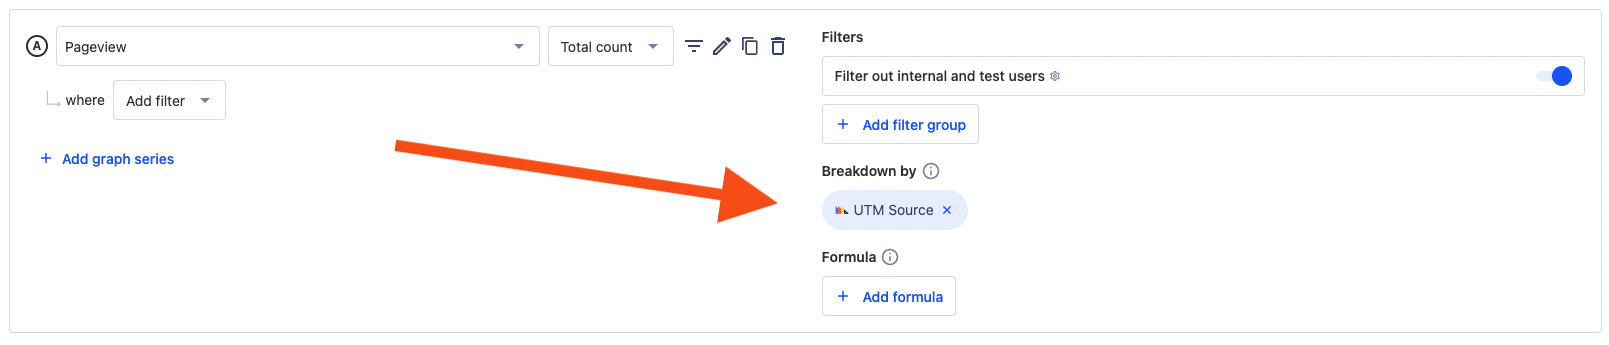 A
Pageview
Total count
where
Add filter
Add graph series
Filters
Filter out internal and test users
Add filter group
Breakdown by
UTM Source
Formula
Add formula